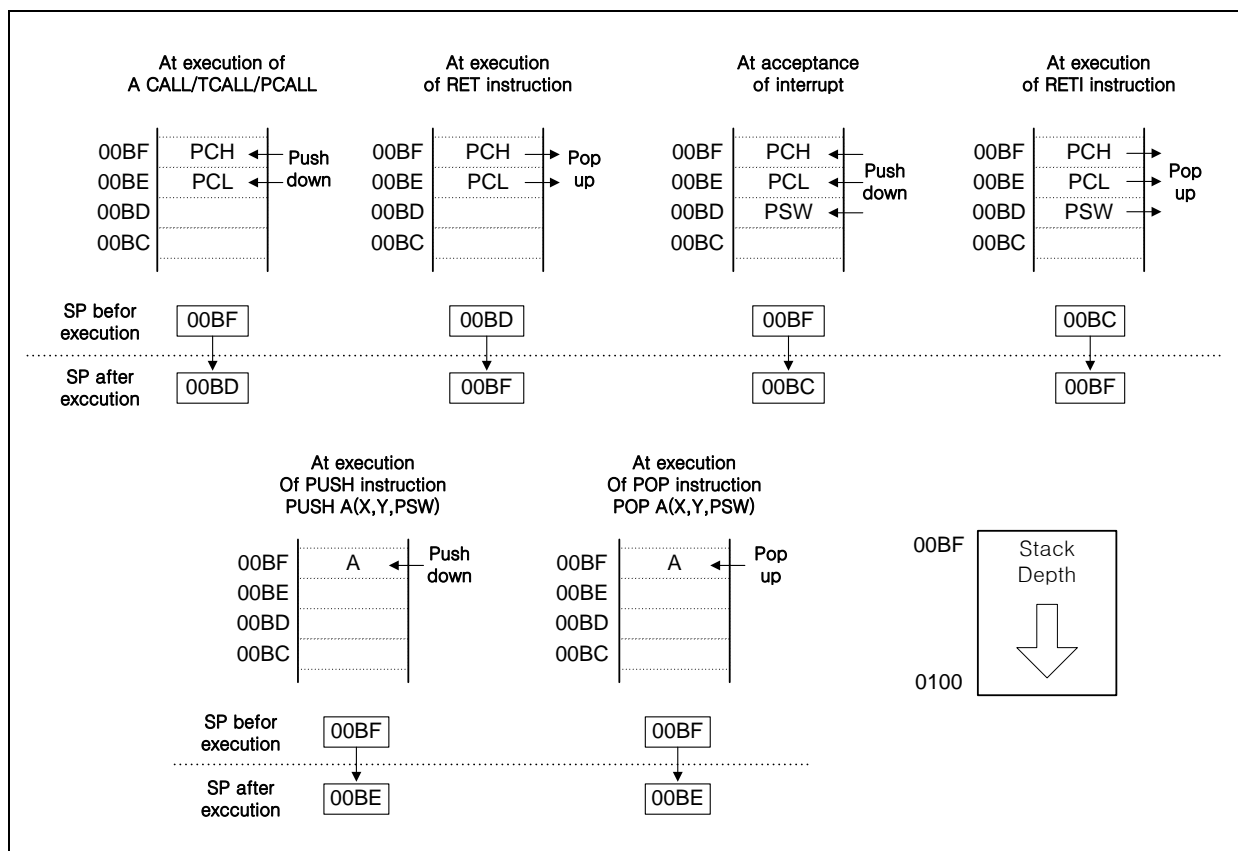 At execution of
A CALL/TCALL/PCALL
At execution
of RET instruction
At acceptance
of interrupt
At execution
of RETI instruction
00BF PCH Push
00BE PCL down
00BD
00BC
00BF PCH Pop
00BE PCL up
00BD
00BC
00BF PCH
00BE PCL Push
00BD PSW down
00BC
00BF PCH
00BE PCL Pop
00BD PSW up
00BC
SP befor
execution
00BF
00BD
00BF
00BC
SP after
exccution
00BD
00BF
00BC
00BF
At execution
Of PUSH instruction
PUSH A(X,Y,PSW)
At execution
Of POP instruction
POP A(X,Y,PSW)
00BF A Push
00BE down
00BD
00BC
00BF A Pop
00BE up
00BD
00BC
00BF Stack
Depth
0100
SP befor
execution
00BF
00BF
SP after
exccution
00BE
00BE